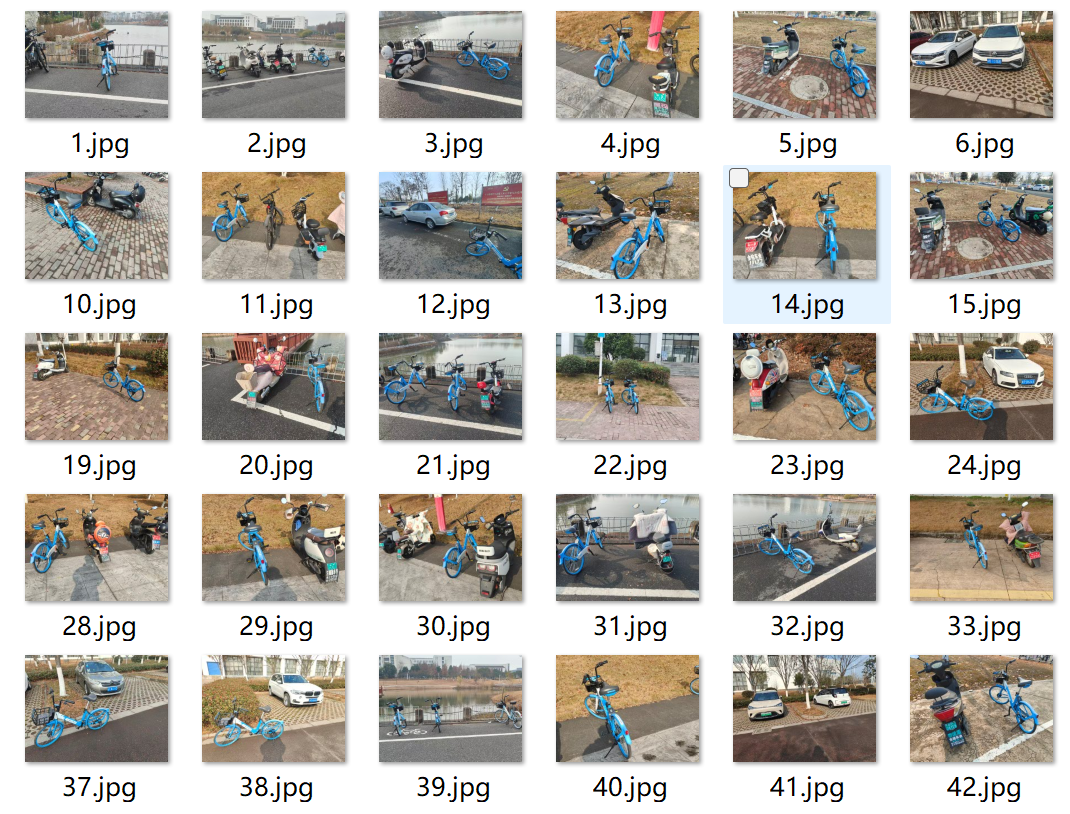 1.jpg 2.jpg 3.jpg 4.jpg 5.jpg 6.jpg
10.jpg 11.jpg 12.jpg 13.jpg 14.jpg 15.jpg
19.jpg 20.jpg 21.jpg 22.jpg 23.jpg 24.jpg
28.jpg 29.jpg 30.jpg 31.jpg 32.jpg 33.jpg
37.jpg 38.jpg 39.jpg 40.jpg 41.jpg 42.jpg